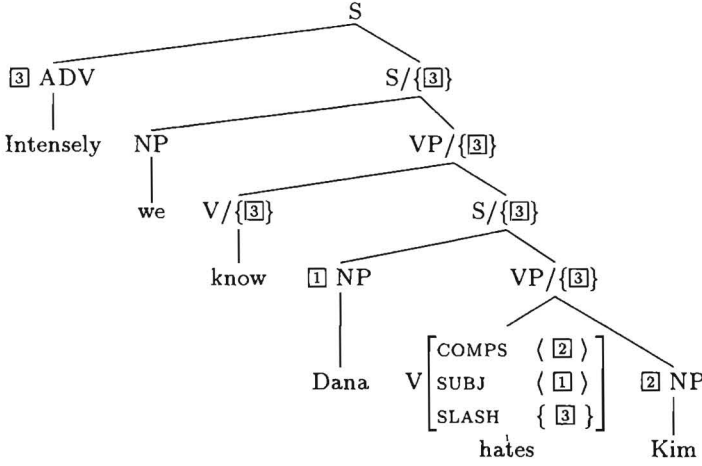 S
[3] ADV S/{[3]}
Intensely NP VP/{[3]}
we V/{[3]} S/{[3]}
know [1] NP VP/{[3]}
COMPS ⟨ [2] ⟩
Dana V SUBJ ⟨ [1] ⟩ [2] NP
SLASH { [3] }
hates Kim